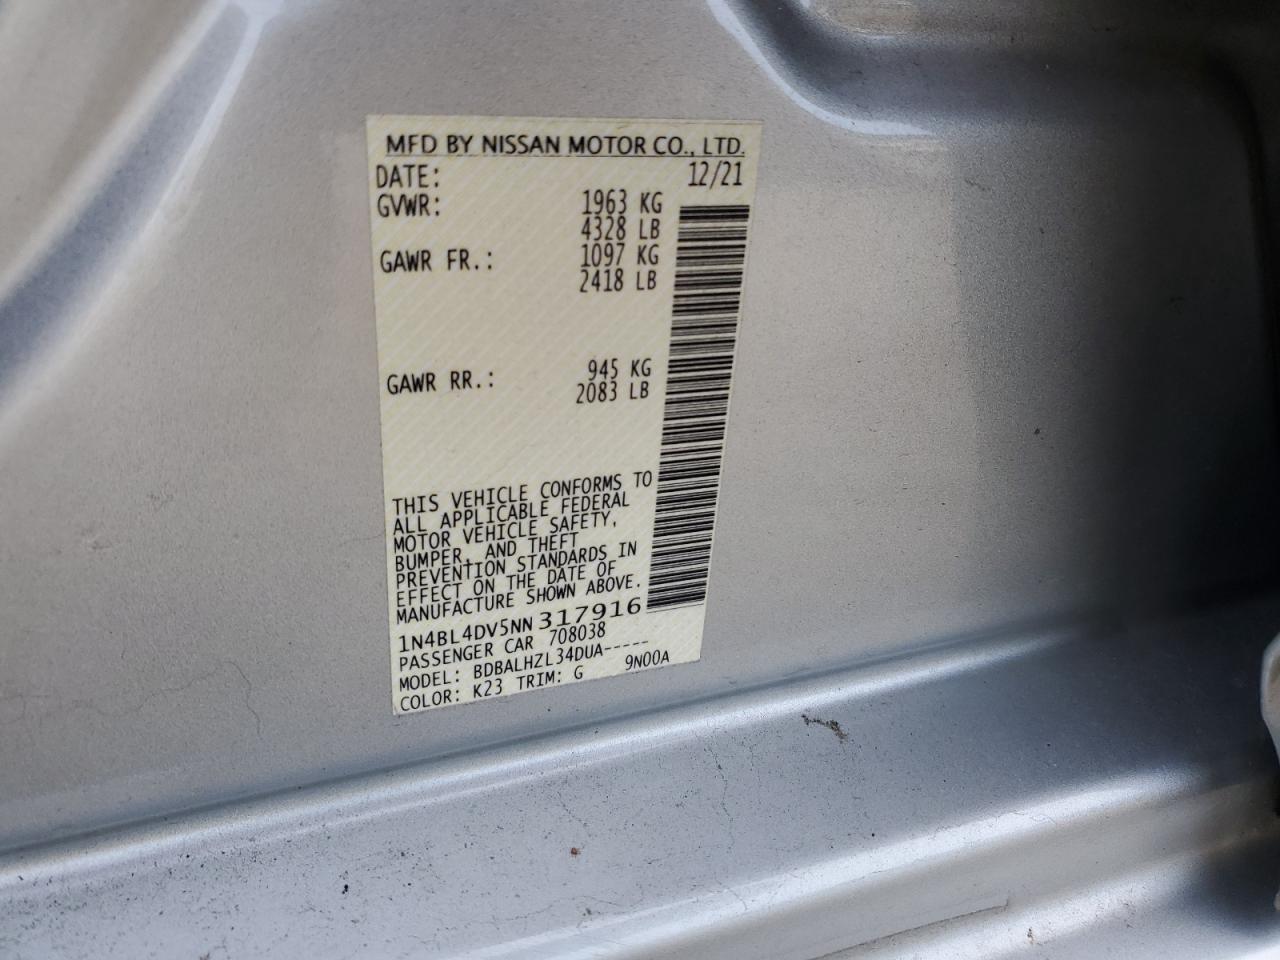 MFD BY NISSAN MOTOR CO., LTD.
DATE: 12/21
GVWR: 1963 KG
4328 LB
GAWR FR.: 1097 KG
2418 LB
GAWR RR.: 945 KG
2083 LB
THIS VEHICLE CONFORMS TO
ALL APPLICABLE FEDERAL
MOTOR VEHICLE SAFETY,
BUMPER, AND THEFT
PREVENTION STANDARDS IN
EFFECT ON THE DATE OF
MANUFACTURE SHOWN ABOVE.
1N4BL4DV5NN317916
PASSENGER CAR 708038
MODEL: BDBALHZL34DUA-----
COLOR: K23 TRIM: G 9N00A